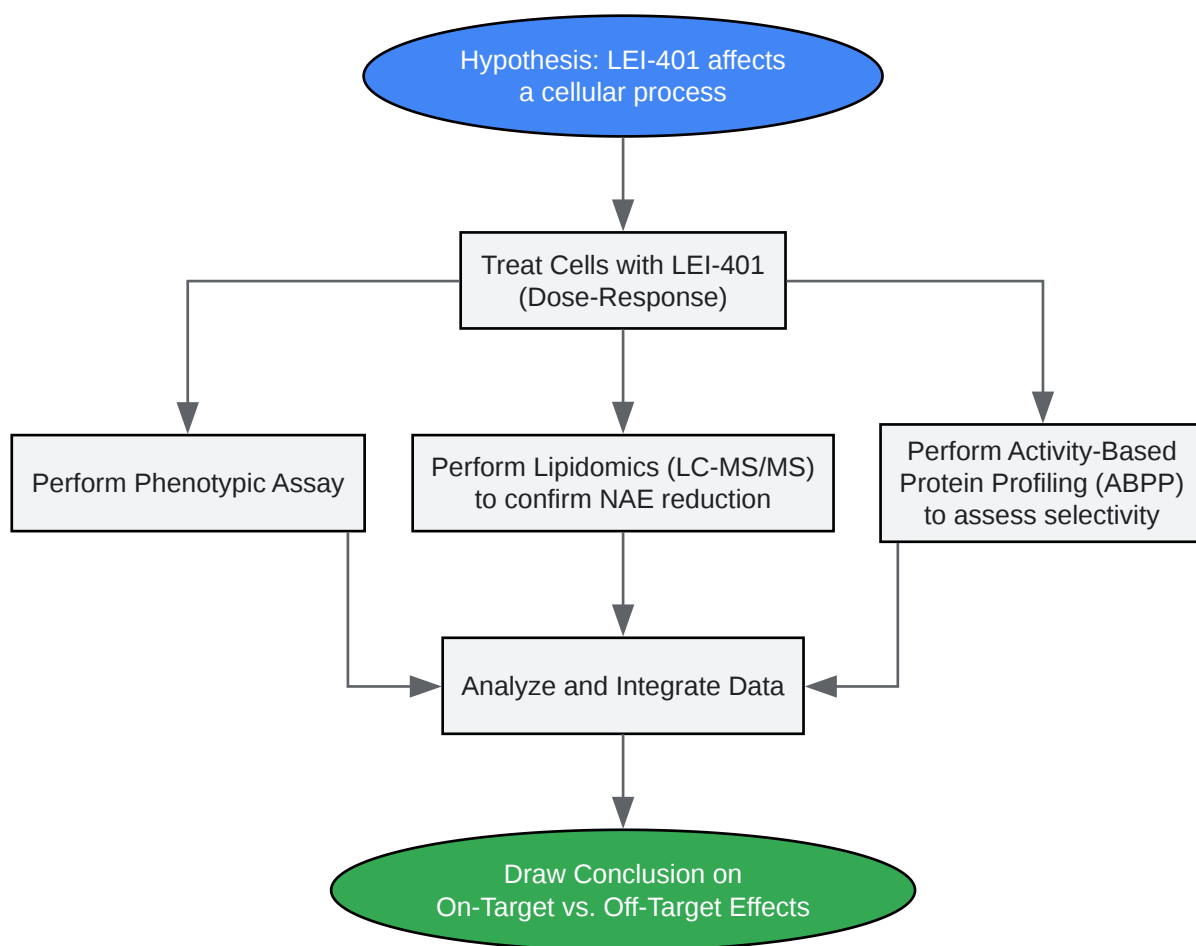 Hypothesis: LEI-401 affects
a cellular process
Treat Cells with LEI-401
(Dose-Response)
Perform Phenotypic Assay
Perform Lipidomics (LC-MS/MS)
to confirm NAE reduction
Perform Activity-Based
Protein Profiling (ABPP)
to assess selectivity
Analyze and Integrate Data
Draw Conclusion on
On-Target vs. Off-Target Effects